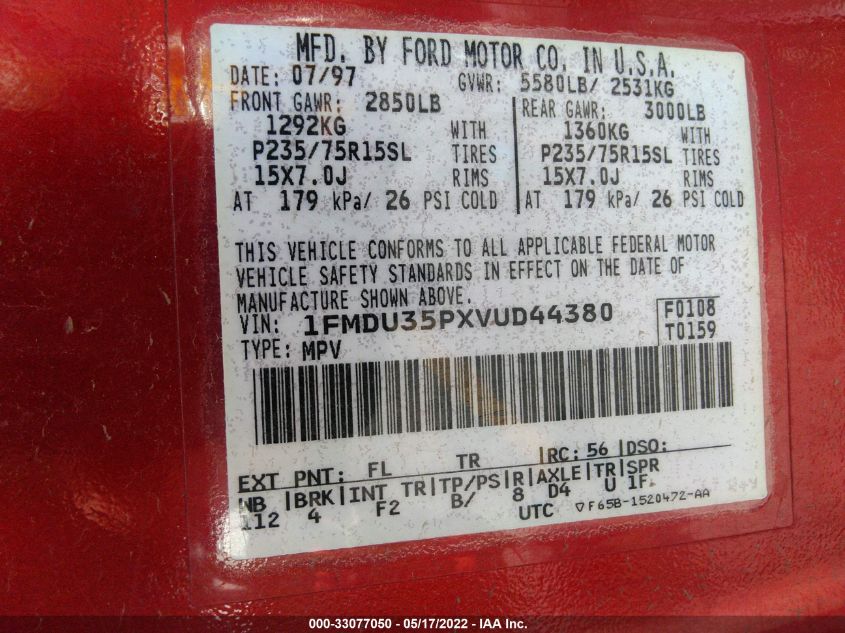 MFD. BY FORD MOTOR CO. IN U.S.A.
DATE: 07/97 GVWR: 5580LB/ 2531KG
FRONT GAWR: 2850LB REAR GAWR: 3000LB
1292KG WITH 1360KG WITH
P235/75R15SL TIRES P235/75R15SL TIRES
15X7.0J RIMS 15X7.0J RIMS
AT 179 kPa/ 26 PSI COLD AT 179 kPa/ 26 PSI COLD
THIS VEHICLE CONFORMS TO ALL APPLICABLE FEDERAL MOTOR
VEHICLE SAFETY STANDARDS IN EFFECT ON THE DATE OF
MANUFACTURE SHOWN ABOVE.
VIN: 1FMDU35PXVUD44380 F0108
TYPE: MPV T0159
EXT PNT: FL TR RC: 56 DSO:
WB BRK INT TR TP/PS R AXLE TR SPR
112 4 F2 B/ 8 D4 U 1F
UTC ▽F65B-1520472-AA
000-33077050 - 05/17/2022 - IAA Inc.